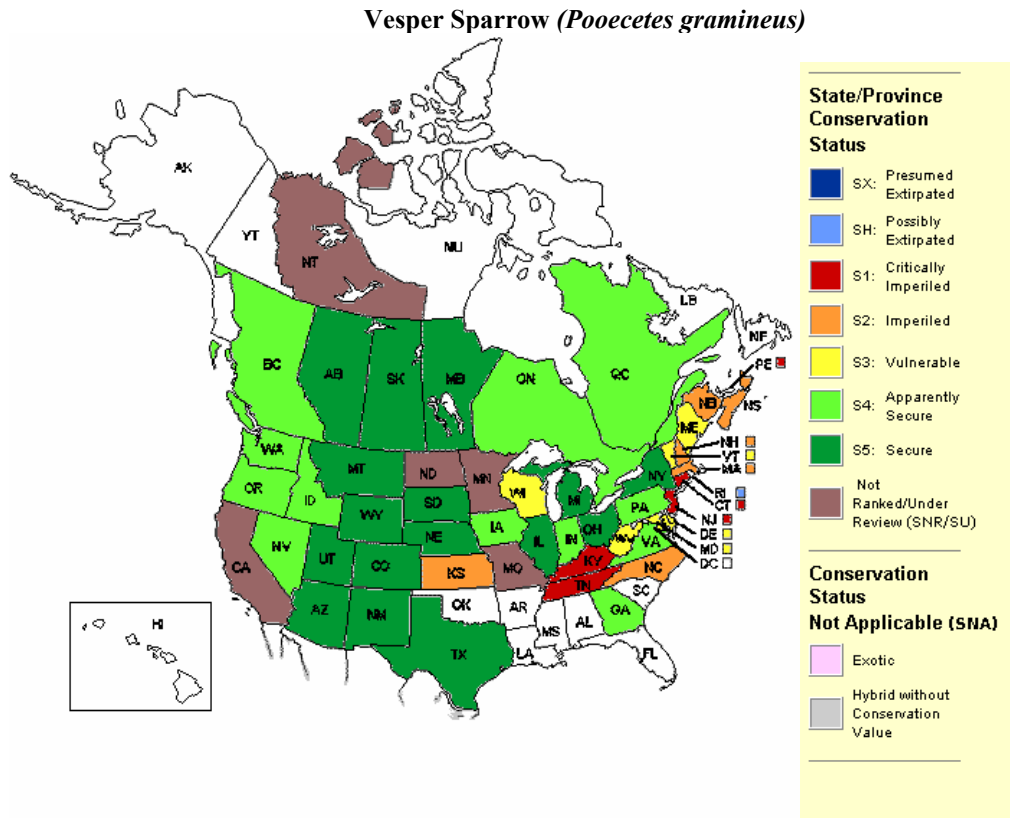 Vesper Sparrow (Pooecetes gramineus)
AK
YT
NT
NU
BC
AB
SK
MB
ON
QC
LB
NF
PE
NB
NS
ME
NH
VT
MA
RI
CT
NJ
DE
MD
DC
WA
OR
ID
MT
ND
MN
SD
WY
NE
IA
WI
MI
NY
PA
IL
IN
OH
WV
VA
NV
UT
CO
CA
KS
MO
KY
NC
TN
AZ
NM
OK
AR
SC
TX
LA
MS
AL
GA
FL
HI
State/Province
Conservation
Status
SX: Presumed
Extirpated
SH: Possibly
Extirpated
S1: Critically
Imperiled
S2: Imperiled
S3: Vulnerable
S4: Apparently
Secure
S5: Secure
Not
Ranked/Under
Review (SNR/SU)
Conservation
Status
Not Applicable (SNA)
Exotic
Hybrid without
Conservation
Value